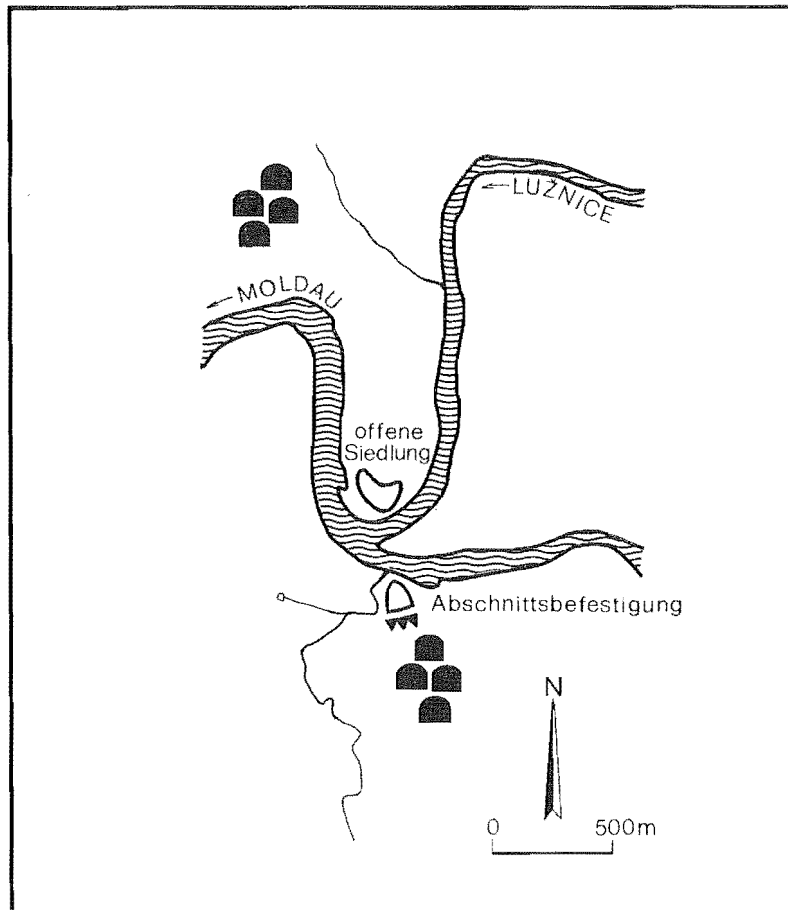 ← LUŽNICE
← MOLDAU
offene
Siedlung
Abschnittsbefestigung
N
0 500m